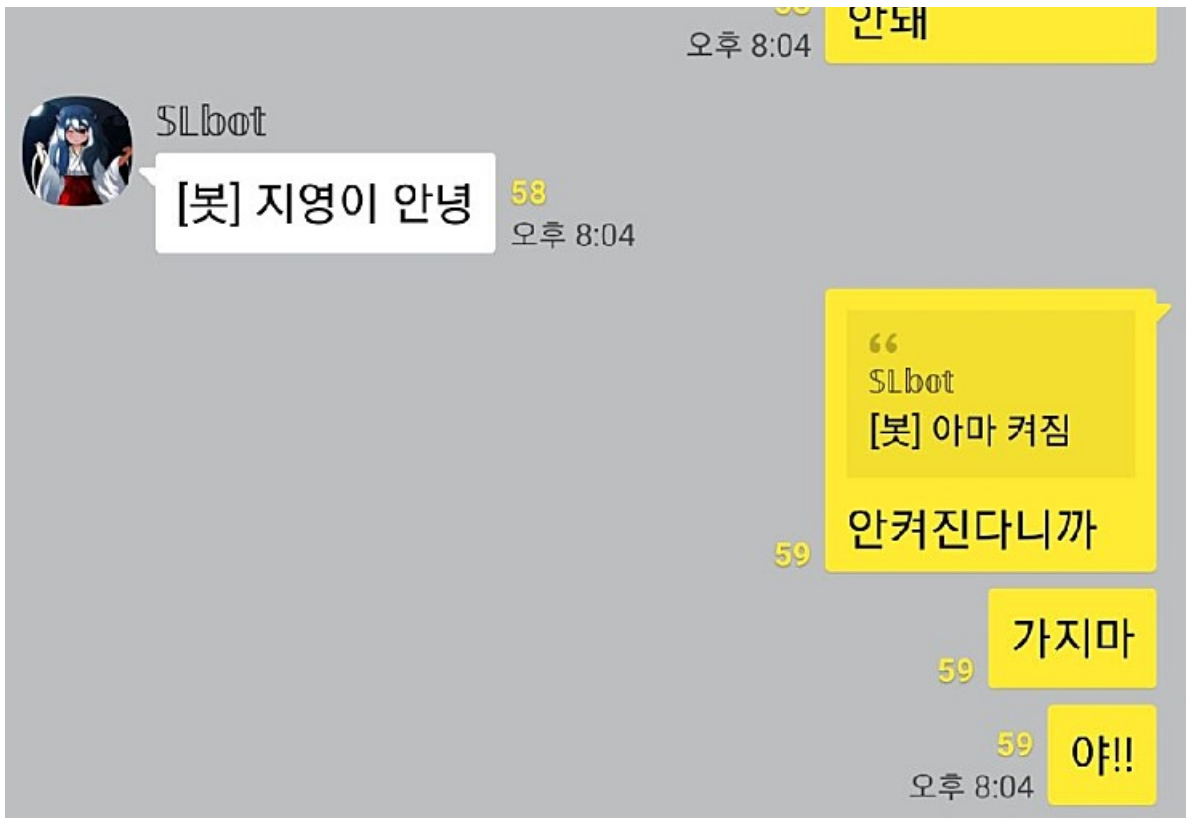 안돼
오후 8:04
𝕊𝕃𝕓𝕠𝕥
[봇] 지영이 안녕
58
오후 8:04
“
𝕊𝕃𝕓𝕠𝕥
[봇] 아마 켜짐
안켜진다니까
59
가지마
59
야!!
59
오후 8:04